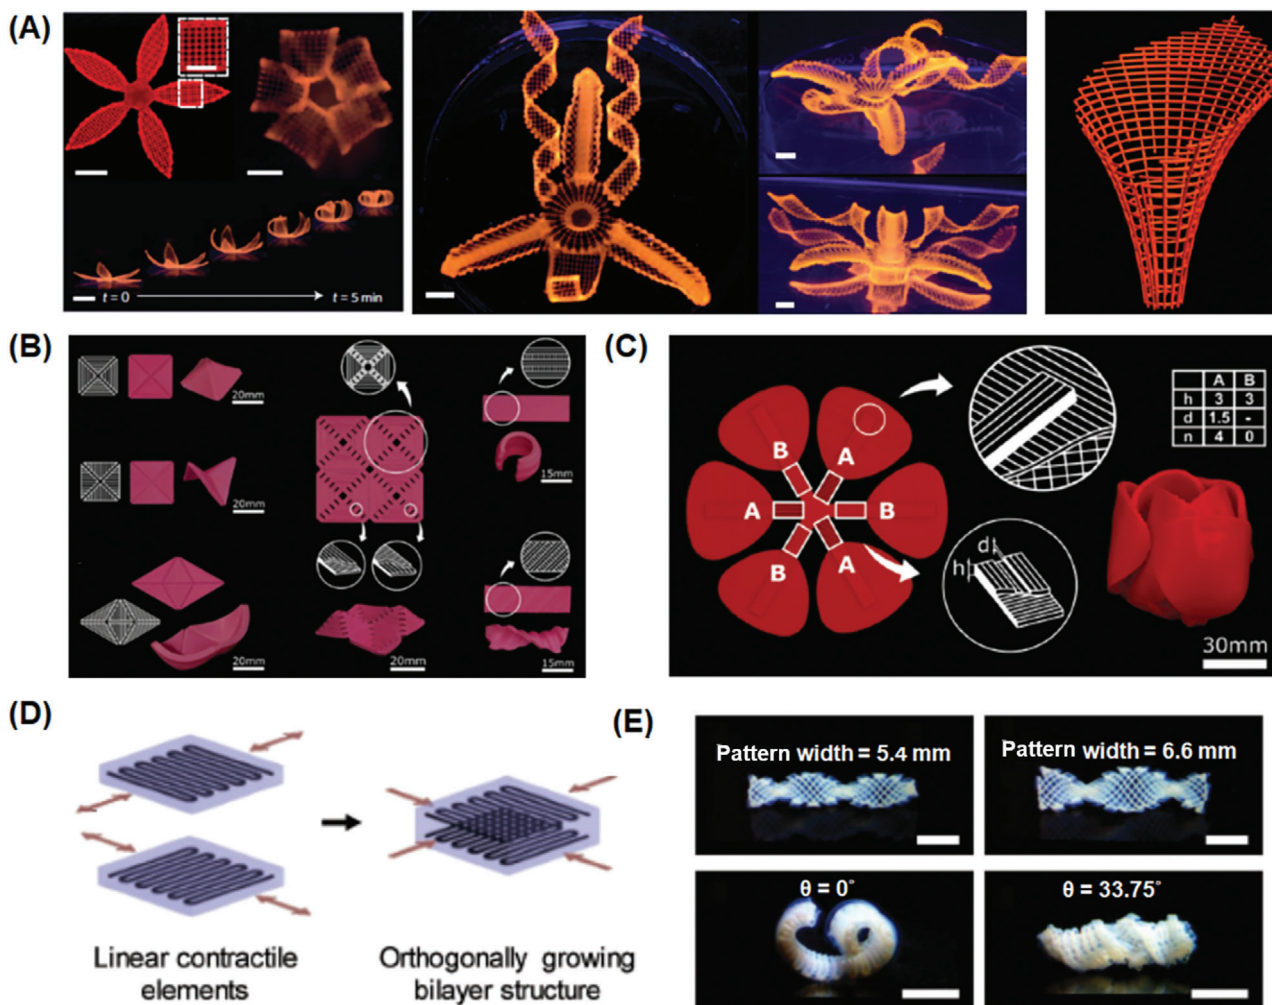 (A)
t = 0
t = 5 min
(B)
20mm
20mm
20mm
20mm
15mm
15mm
(C)
B
A
A
B
B
A
d
h
A B
h 3 3
d 1.5 -
n 4 0
30mm
(D)
Linear contractile
elements
Orthogonally growing
bilayer structure
(E)
Pattern width = 5.4 mm
Pattern width = 6.6 mm
θ = 0°
θ = 33.75°